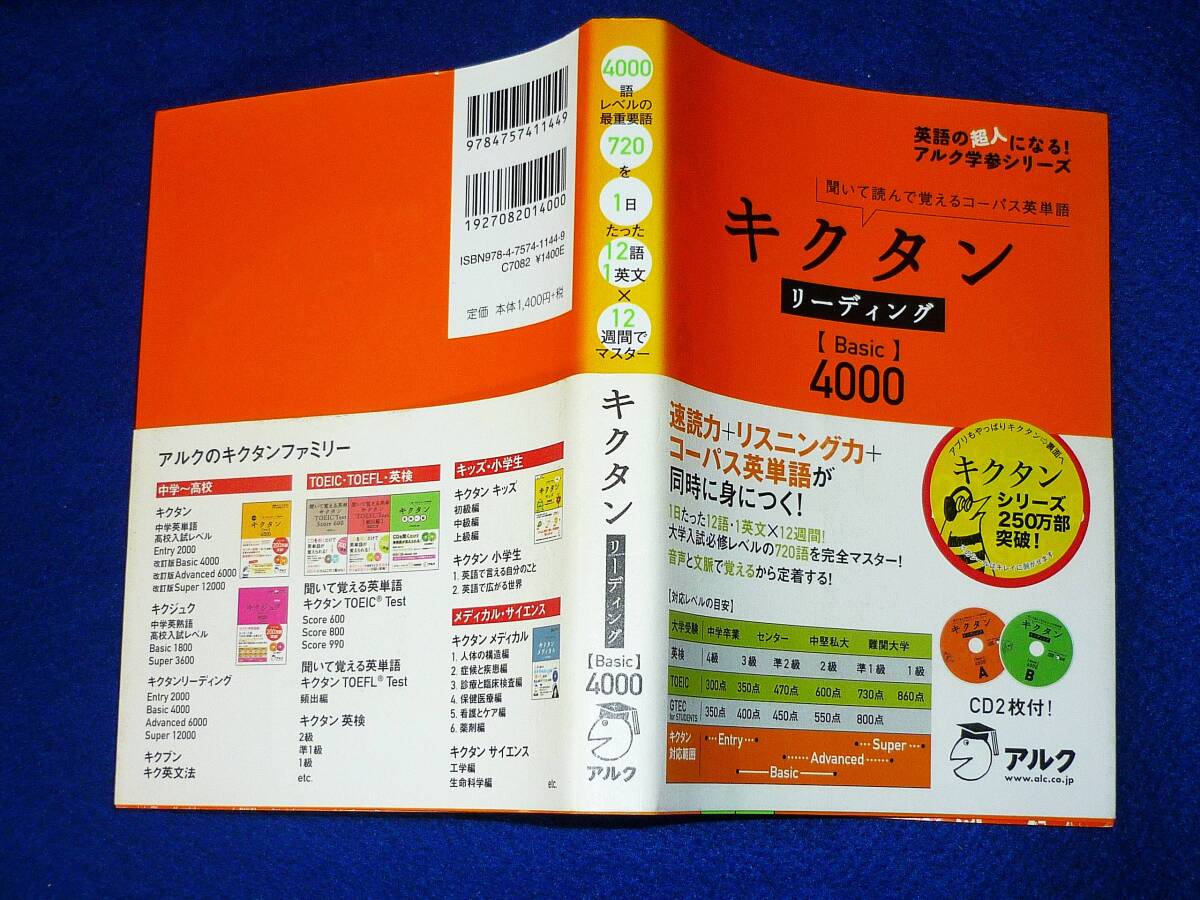 9784757411449
1927082014000
ISBN978-4-7574-1144-9
C7082 ¥1400E
定価 本体1,400円+税
アルクのキクタンファミリー
中学〜高校
キクタン
中学英単語
高校入試レベル
Entry 2000
改訂版Basic 4000
改訂版Advanced 6000
改訂版Super 12000
キクジュク
中学英熟語
高校入試レベル
Basic 1800
Super 3600
キクタンリーディング
Entry 2000
Basic 4000
Advanced 6000
Super 12000
キクブン
キク英文法
TOEIC・TOEFL・英検
聞いて覚える英単語
キクタン TOEIC® Test
Score 600
Score 800
Score 990
聞いて覚える英単語
キクタン TOEFL® Test
頻出編
キクタン 英検
2級
準1級
1級
etc.
キッズ・小学生
キクタン キッズ
初級編
中級編
上級編
キクタン 小学生
1. 英語で言える自分のこと
2. 英語で広がる世界
メディカル・サイエンス
キクタン メディカル
1. 人体の構造編
2. 症候と疾患編
3. 診療と臨床検査編
4. 保健医療編
5. 看護とケア編
6. 薬剤編
キクタン サイエンス
工学編
生命科学編
etc.
4000
語
レベルの
最重要語
720
を
1日
たった
12語
1英文
×
12
週間で
マスター
キクタン
リーディング
【Basic】
4000
アルク
英語の超人になる!
アルク学参シリーズ
聞いて読んで覚えるコーパス英単語
キクタン
リーディング
【Basic】
4000
速読力+リスニング力+
コーパス英単語が
同時に身につく!
1日たった12語・1英文×12週間!
大学入試必修レベルの720語を完全マスター!
音声と文脈で覚えるから定着する!
アプリもやっぱりキクタン⇨裏面へ
キクタン
シリーズ
250万部
突破!
【対応レベルの目安】
大学受験 中学卒業 センター 中堅私大 難関大学
英検 4級 3級 準2級 2級 準1級 1級
TOEIC 300点 350点 470点 600点 730点 860点
GTEC for STUDENTS 350点 400点 450点 550点 800点
キクタン
対応範囲
Entry
Super
Advanced
Basic
キクタン
A
キクタン
B
CD2枚付!
アルク
www.alc.co.jp